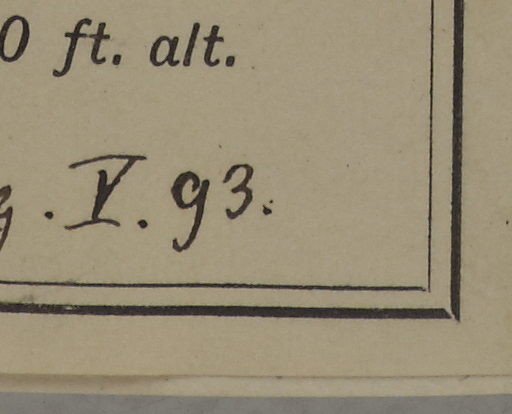 0 ft. alt.
. V. 93.